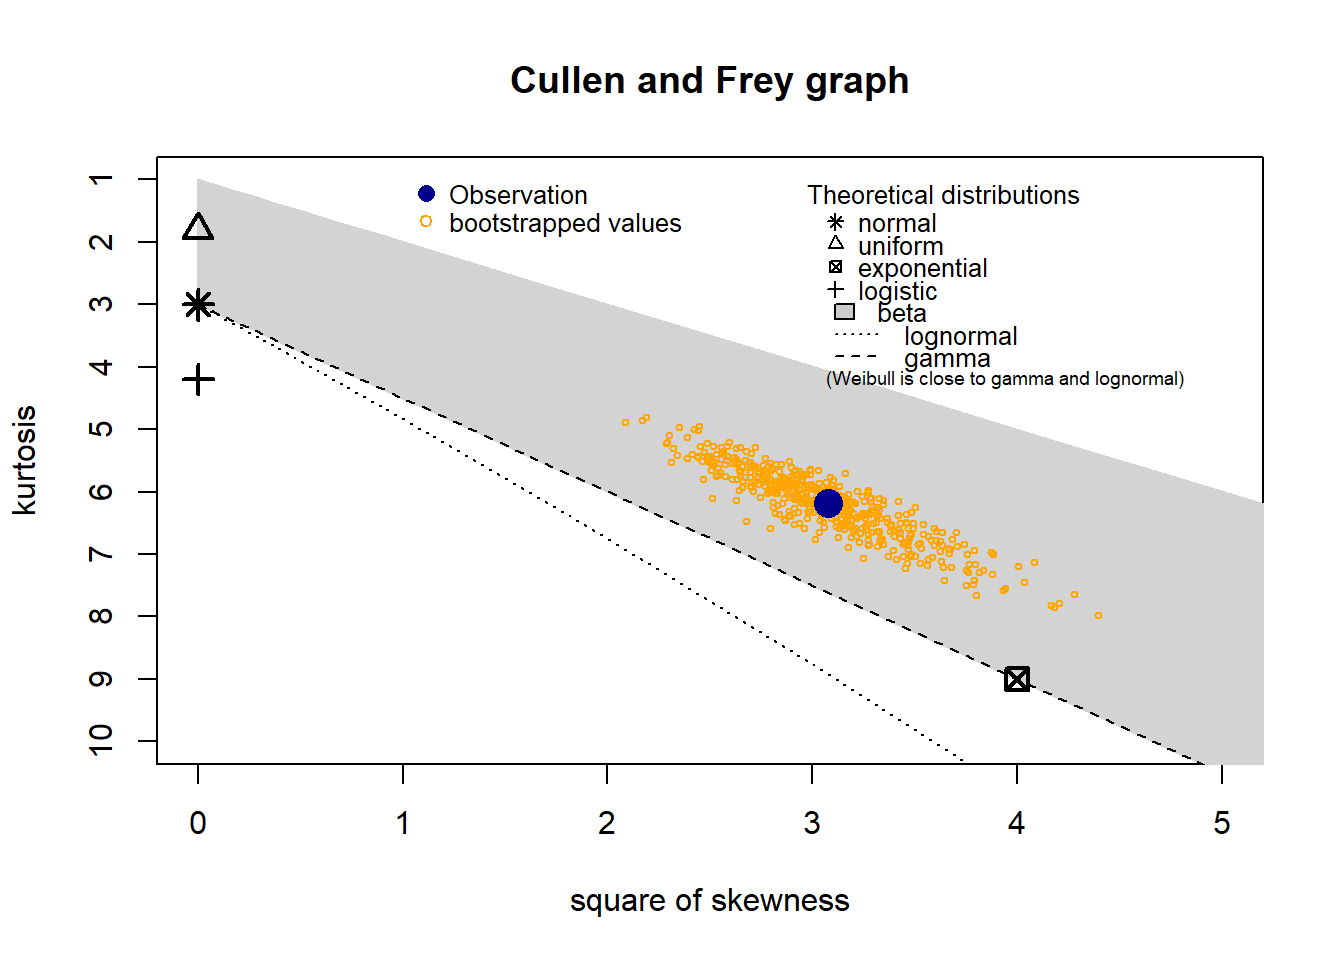 Cullen and Frey graph
Observation
bootstrapped values
Theoretical distributions
normal
uniform
exponential
logistic
beta
lognormal
gamma
(Weibull is close to gamma and lognormal)
kurtosis
1
2
3
4
5
6
7
8
9
10
0 1 2 3 4 5
square of skewness